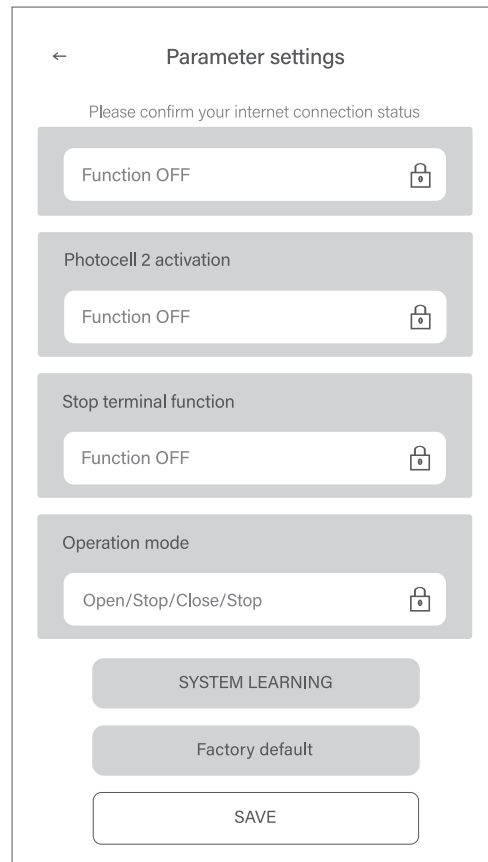 ← Parameter settings
Please confirm your internet connection status
Function OFF
Photocell 2 activation
Function OFF
Stop terminal function
Function OFF
Operation mode
Open/Stop/Close/Stop
SYSTEM LEARNING
Factory default
SAVE